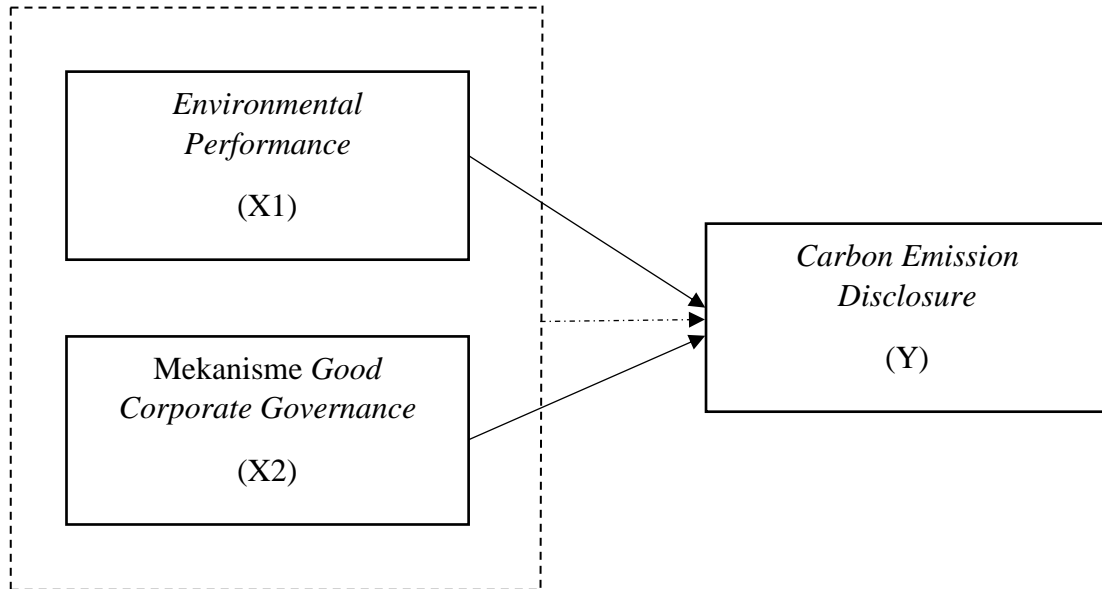 Environmental
Performance
(X1)
Mekanisme Good
Corporate Governance
(X2)
Carbon Emission
Disclosure
(Y)